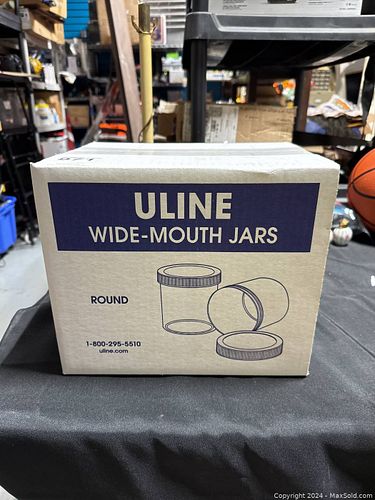 ULINE
WIDE-MOUTH JARS
ROUND
1-800-295-5510
uline.com
Copyright © 2024 - MaxSold.com